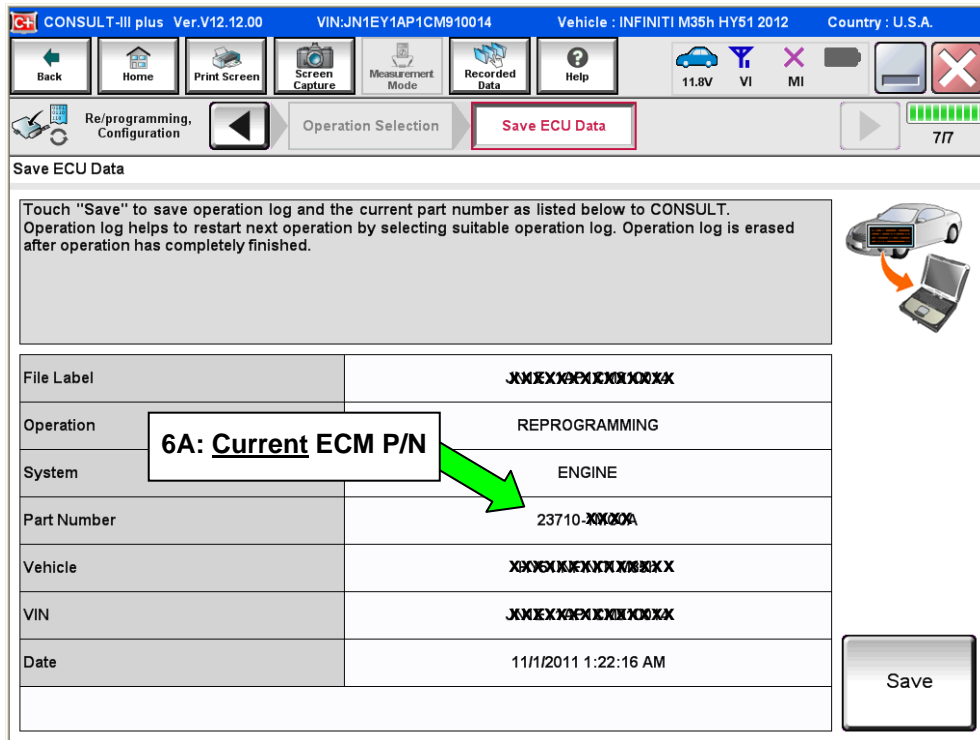 C+ CONSULT-III plus Ver.V12.12.00 VIN:JN1EY1AP1CM910014 Vehicle : INFINITI M35h HY51 2012 Country : U.S.A.
Back Home Print Screen Screen Capture Measurement Mode Recorded Data Help 11.8V VI MI
Re/programming, Configuration Operation Selection Save ECU Data 7/7
Save ECU Data
Touch "Save" to save operation log and the current part number as listed below to CONSULT.
Operation log helps to restart next operation by selecting suitable operation log. Operation log is erased
after operation has completely finished.
File Label
Operation REPROGRAMMING
6A: Current ECM P/N
System ENGINE
Part Number 23710-
Vehicle
VIN
Date 11/1/2011 1:22:16 AM
Save